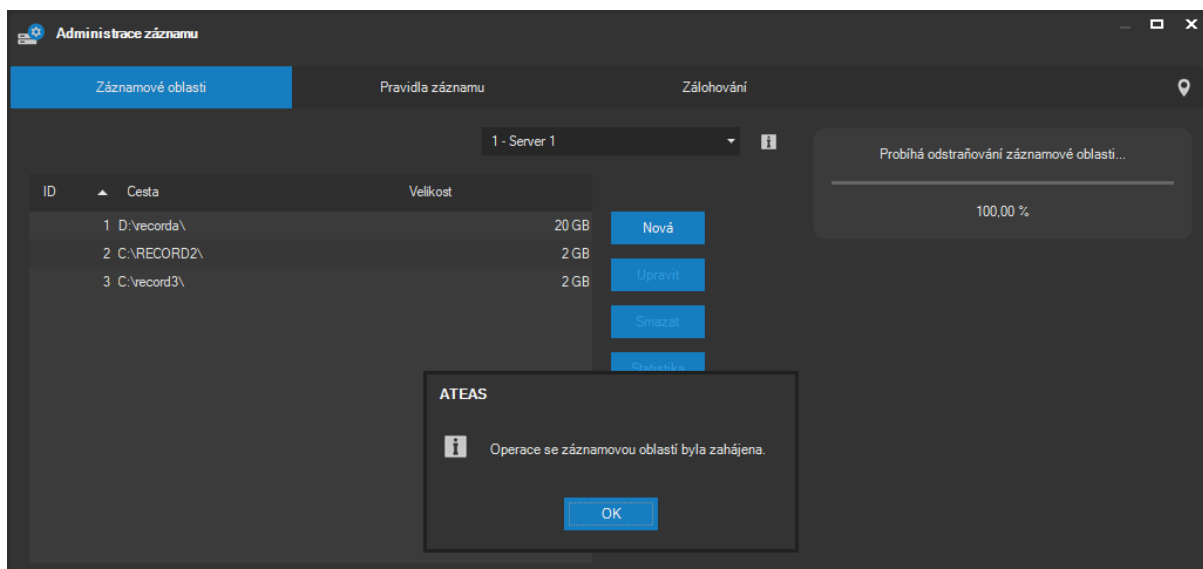 Administrace záznamu
Záznamové oblasti
Pravidla záznamu
Zálohování
1 - Server 1
Probíhá odstraňování záznamové oblasti...
100,00 %
ID Cesta Velikost
1 D:\recorda\ 20 GB
2 C:\RECORD2\ 2 GB
3 C:\record3\ 2 GB
Nová
Upravit
Smazat
Statistika
ATEAS
Operace se záznamovou oblastí byla zahájena.
OK